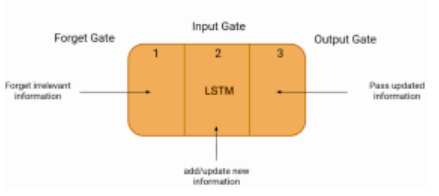 Input Gate
Forget Gate
Output Gate
1 2 3
LSTM
Forget irrelevant
information
Pass updated
information
add/update new
information